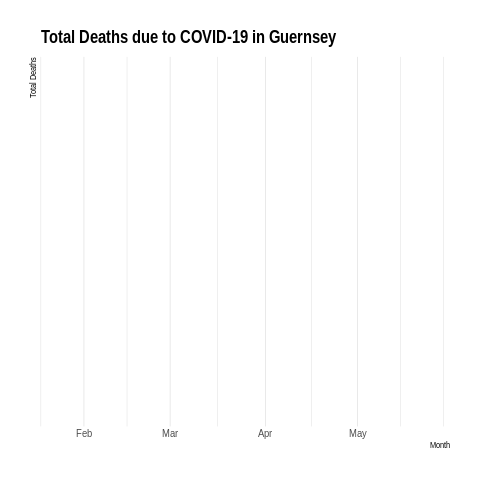 Total Deaths due to COVID-19 in Guernsey
Total Deaths
Feb Mar Apr May
Month